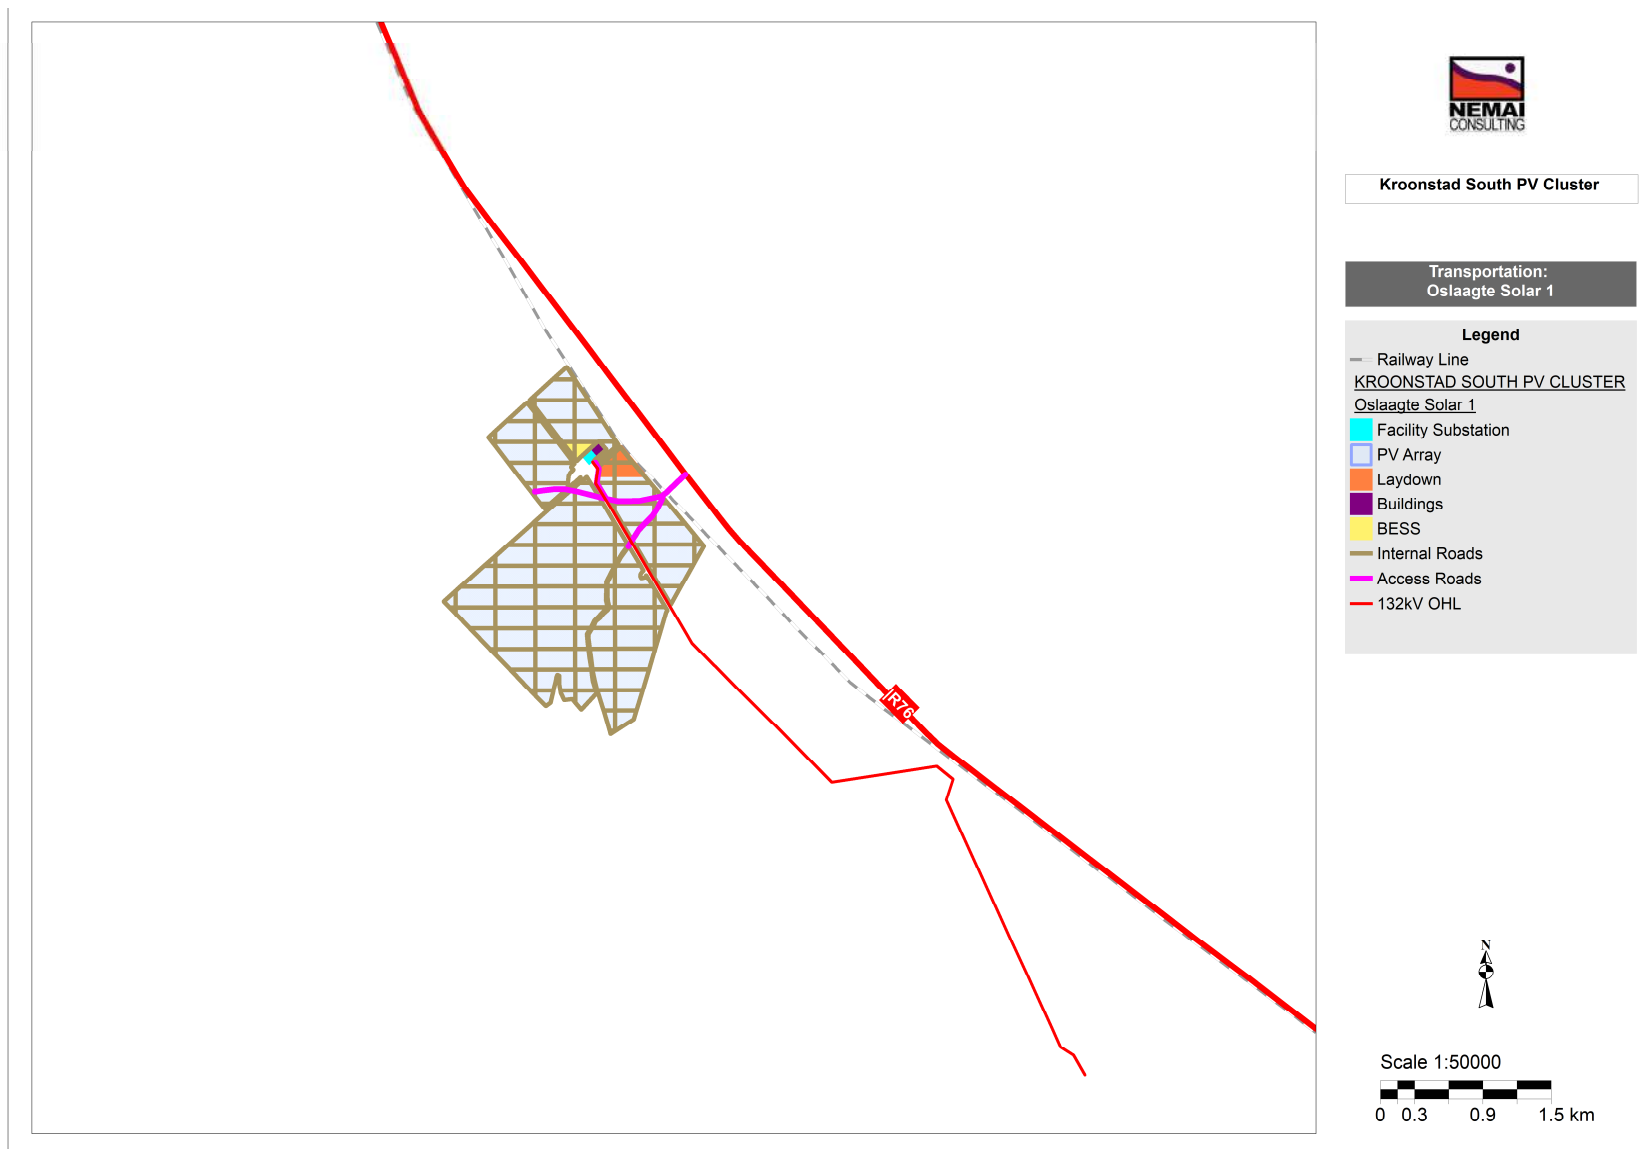 NEMAI
CONSULTING
Kroonstad South PV Cluster
Transportation:
Oslaagte Solar 1
Legend
Railway Line
KROONSTAD SOUTH PV CLUSTER
Oslaagte Solar 1
Facility Substation
PV Array
Laydown
Buildings
BESS
Internal Roads
Access Roads
132kV OHL
R76
N
Scale 1:50000
0 0.3 0.9 1.5 km